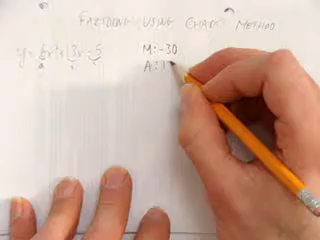 FACTORING USING CHART METHOD
y = 6x² + 13x - 5
a b c
M: -30
A: 1